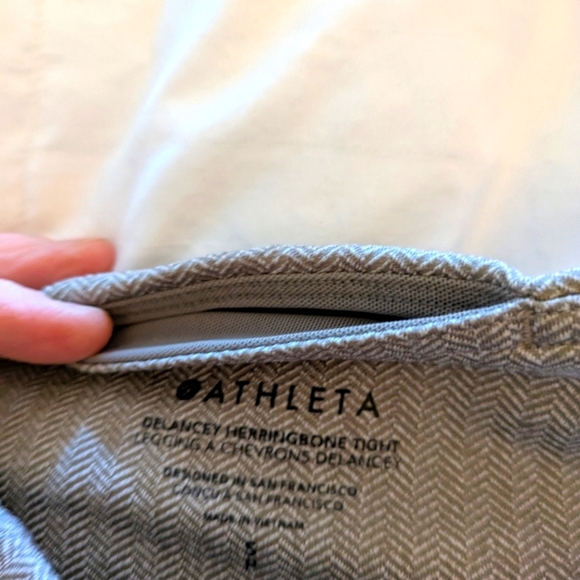 ATHLETA
DELANCEY HERRINGBONE TIGHT
LEGGING A CHEVRONS DELANCEY
DESIGNED IN SAN FRANCISCO
CONÇU À SAN FRANCISCO
MADE IN VIETNAM
S